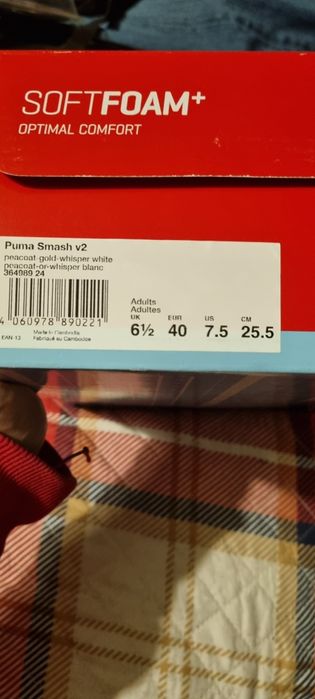 SOFTFOAM+
OPTIMAL COMFORT
Puma Smash v2
peacoat-gold-whisper white
peacoat-or-whisper blanc
364989 24
4 060978 890221
EAN 13
Made in Cambodia
Fabriqué au Cambodge
Adults
Adultes
UK EUR US CM
6½ 40 7.5 25.5